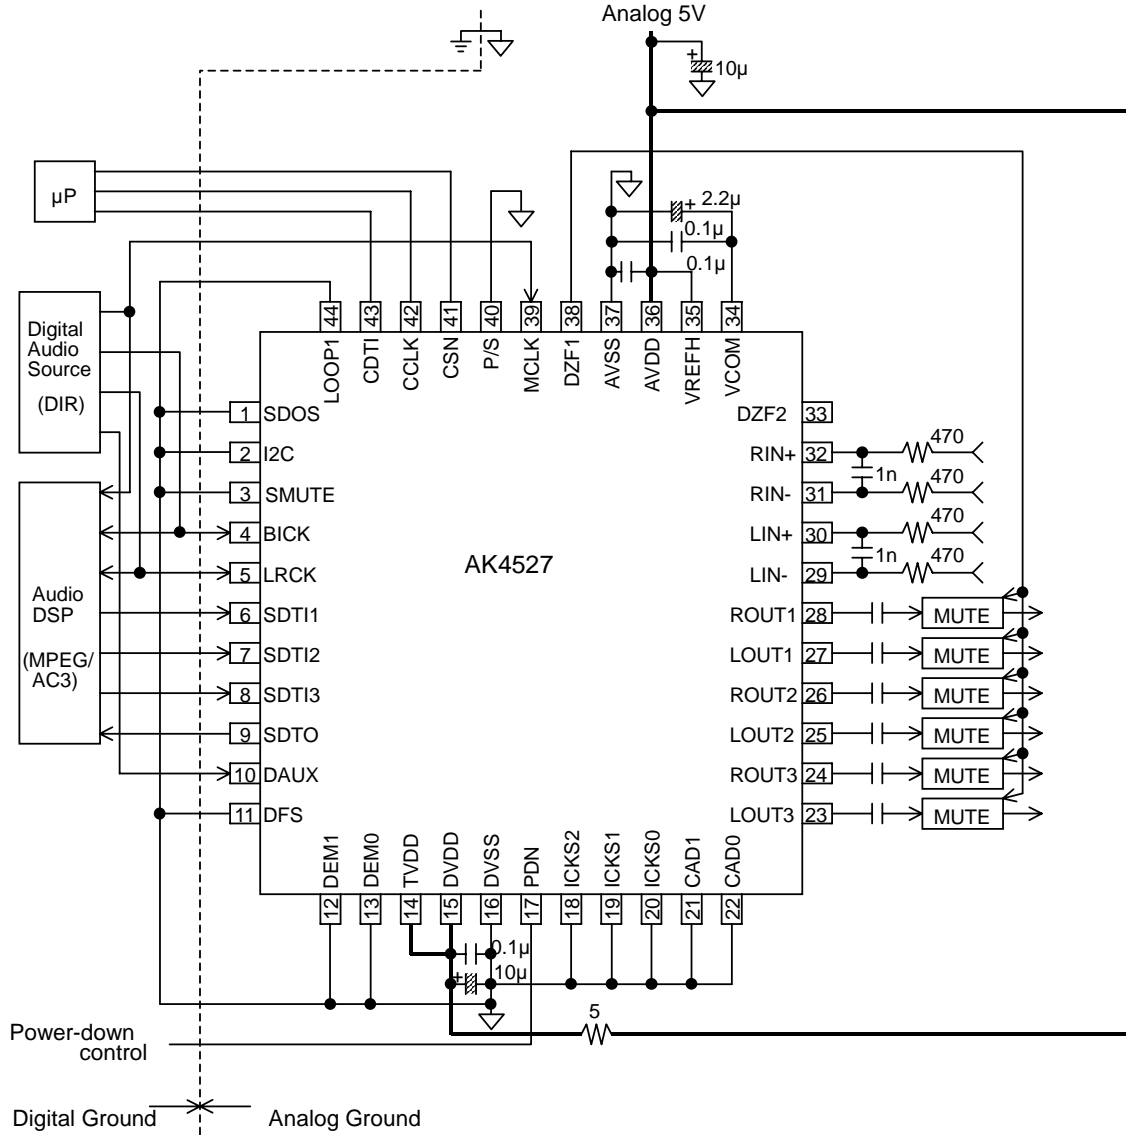 Analog 5V
+
10µ
µP
+ 2.2µ
0.1µ
0.1µ
44 43 42 41 40 39 38 37 36 35 34
LOOP1 CDTI CCLK CSN P/S MCLK DZF1 AVSS AVDD VREFH VCOM
Digital
Audio
Source
(DIR)
1 SDOS
2 I2C
3 SMUTE
4 BICK
5 LRCK
6 SDTI1
7 SDTI2
8 SDTI3
9 SDTO
10 DAUX
11 DFS
Audio
DSP
(MPEG/
AC3)
AK4527
DZF2 33
RIN+ 32 470
1n
RIN- 31 470
LIN+ 30 470
1n
LIN- 29 470
ROUT1 28 MUTE
LOUT1 27 MUTE
ROUT2 26 MUTE
LOUT2 25 MUTE
ROUT3 24 MUTE
LOUT3 23 MUTE
DEM1 DEM0 TVDD DVDD DVSS PDN ICKS2 ICKS1 ICKS0 CAD1 CAD0
12 13 14 15 16 17 18 19 20 21 22
0.1µ
+ 10µ
5
Power-down
control
Digital Ground Analog Ground